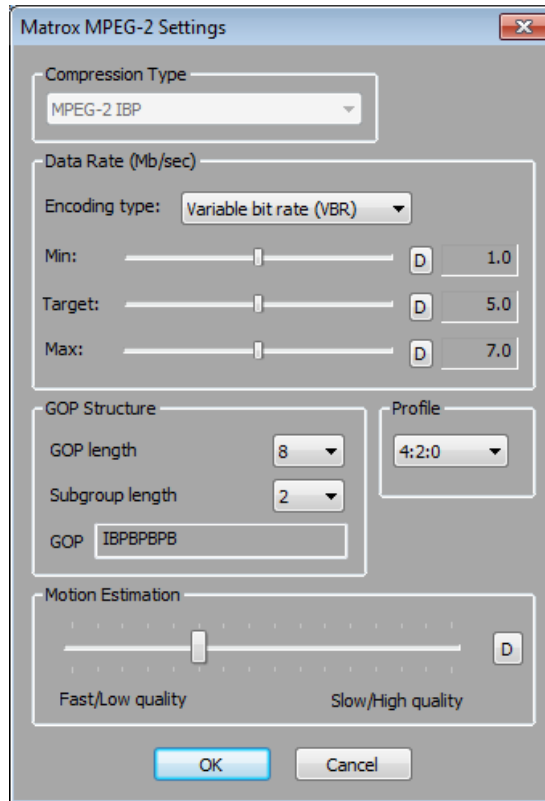 Matrox MPEG-2 Settings
Compression Type
MPEG-2 IBP
Data Rate (Mb/sec)
Encoding type: Variable bit rate (VBR)
Min: D 1.0
Target: D 5.0
Max: D 7.0
GOP Structure
GOP length 8
Subgroup length 2
GOP IBPBPBPB
Profile
4:2:0
Motion Estimation
D
Fast/Low quality Slow/High quality
OK Cancel